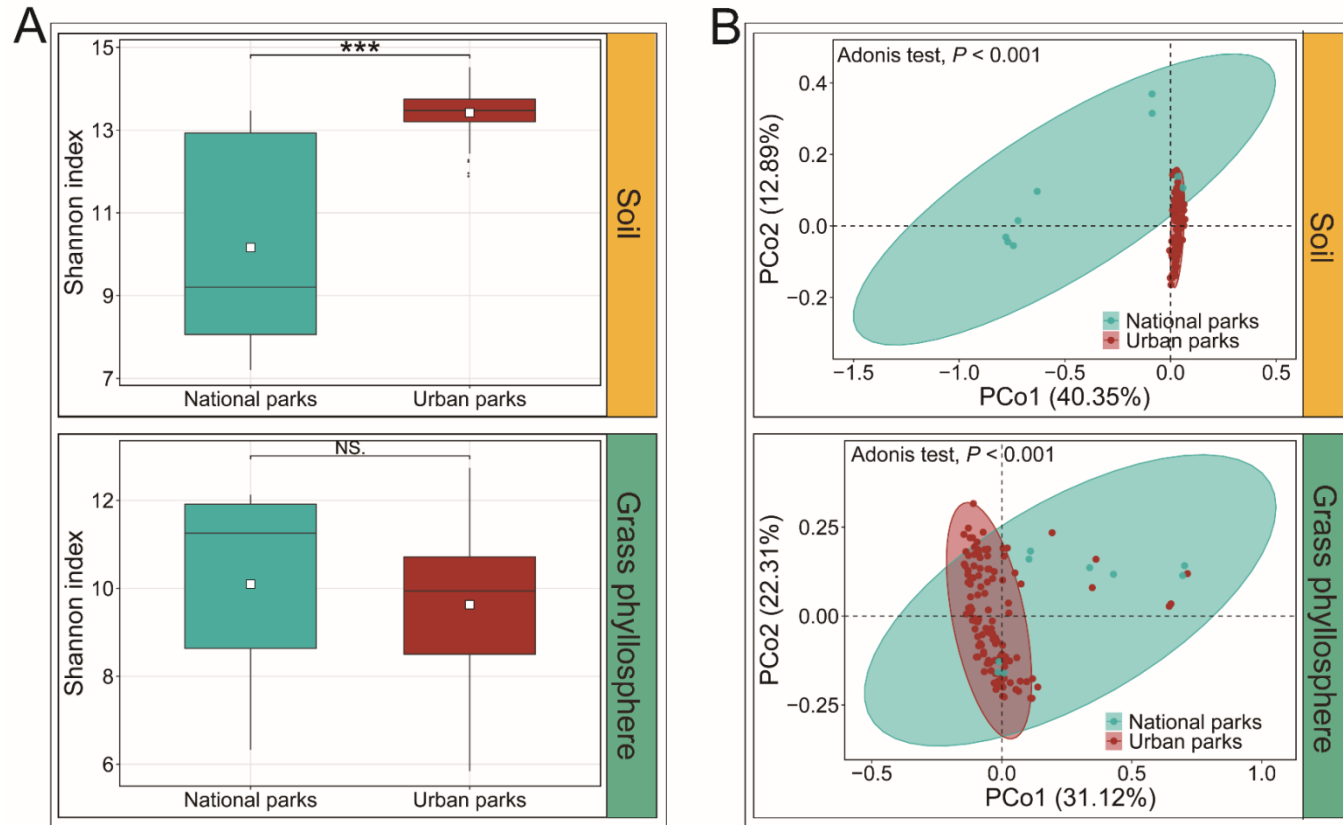 A
***
15
13
11
9
7
Shannon index
National parks
Urban parks
Soil
NS.
12
10
8
6
Shannon index
National parks
Urban parks
Grass phyllosphere
B
Adonis test, P < 0.001
0.4
0.2
0.0
−0.2
PCo2 (12.89%)
National parks
Urban parks
−1.5
−1.0
−0.5
0.0
0.5
PCo1 (40.35%)
Soil
Adonis test, P < 0.001
0.25
0.00
−0.25
PCo2 (22.31%)
National parks
Urban parks
−0.5
0.0
0.5
1.0
PCo1 (31.12%)
Grass phyllosphere